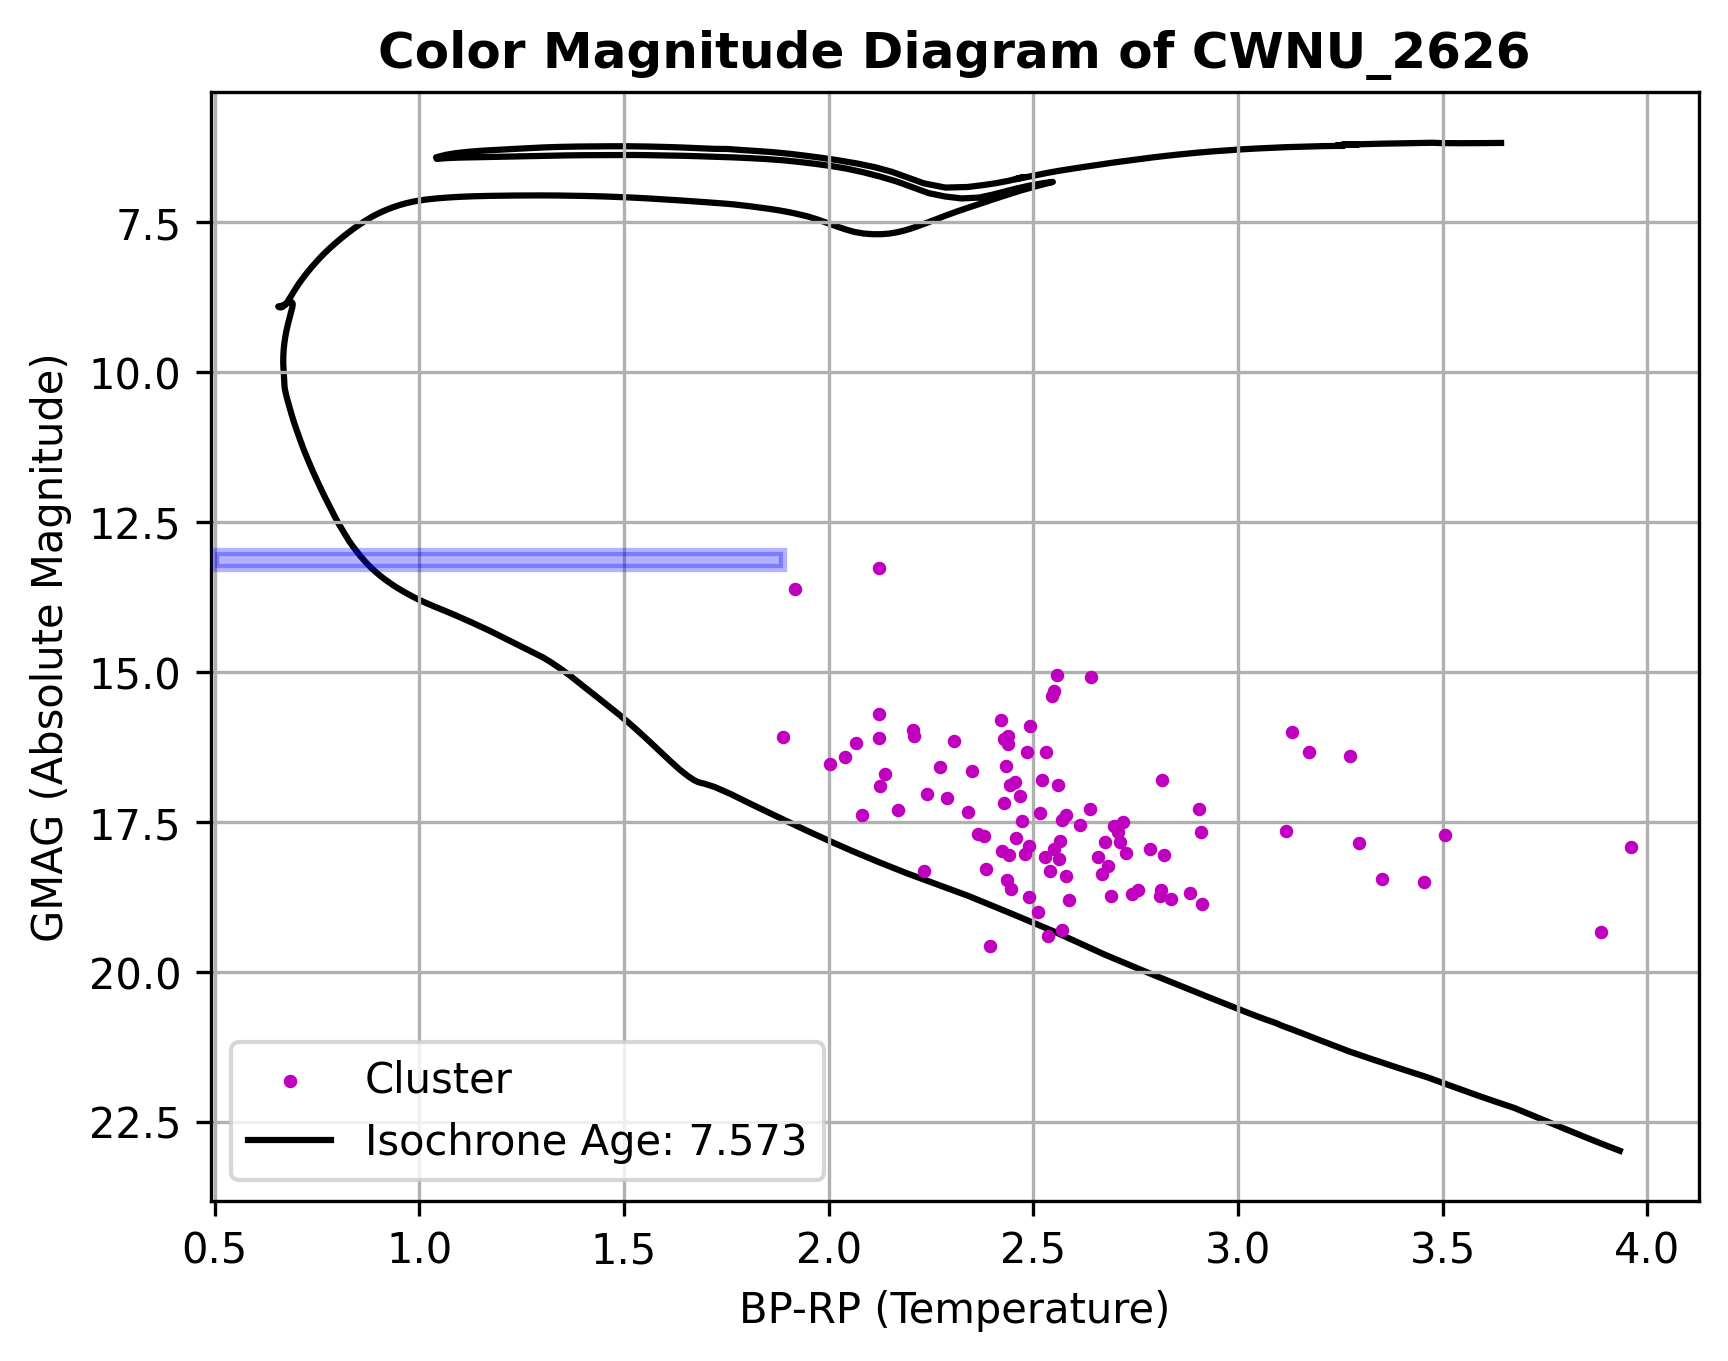 Color Magnitude Diagram of CWNU_2626
GMAG (Absolute Magnitude)
7.5
10.0
12.5
15.0
17.5
20.0
22.5
Cluster
Isochrone Age: 7.573
0.5 1.0 1.5 2.0 2.5 3.0 3.5 4.0
BP-RP (Temperature)